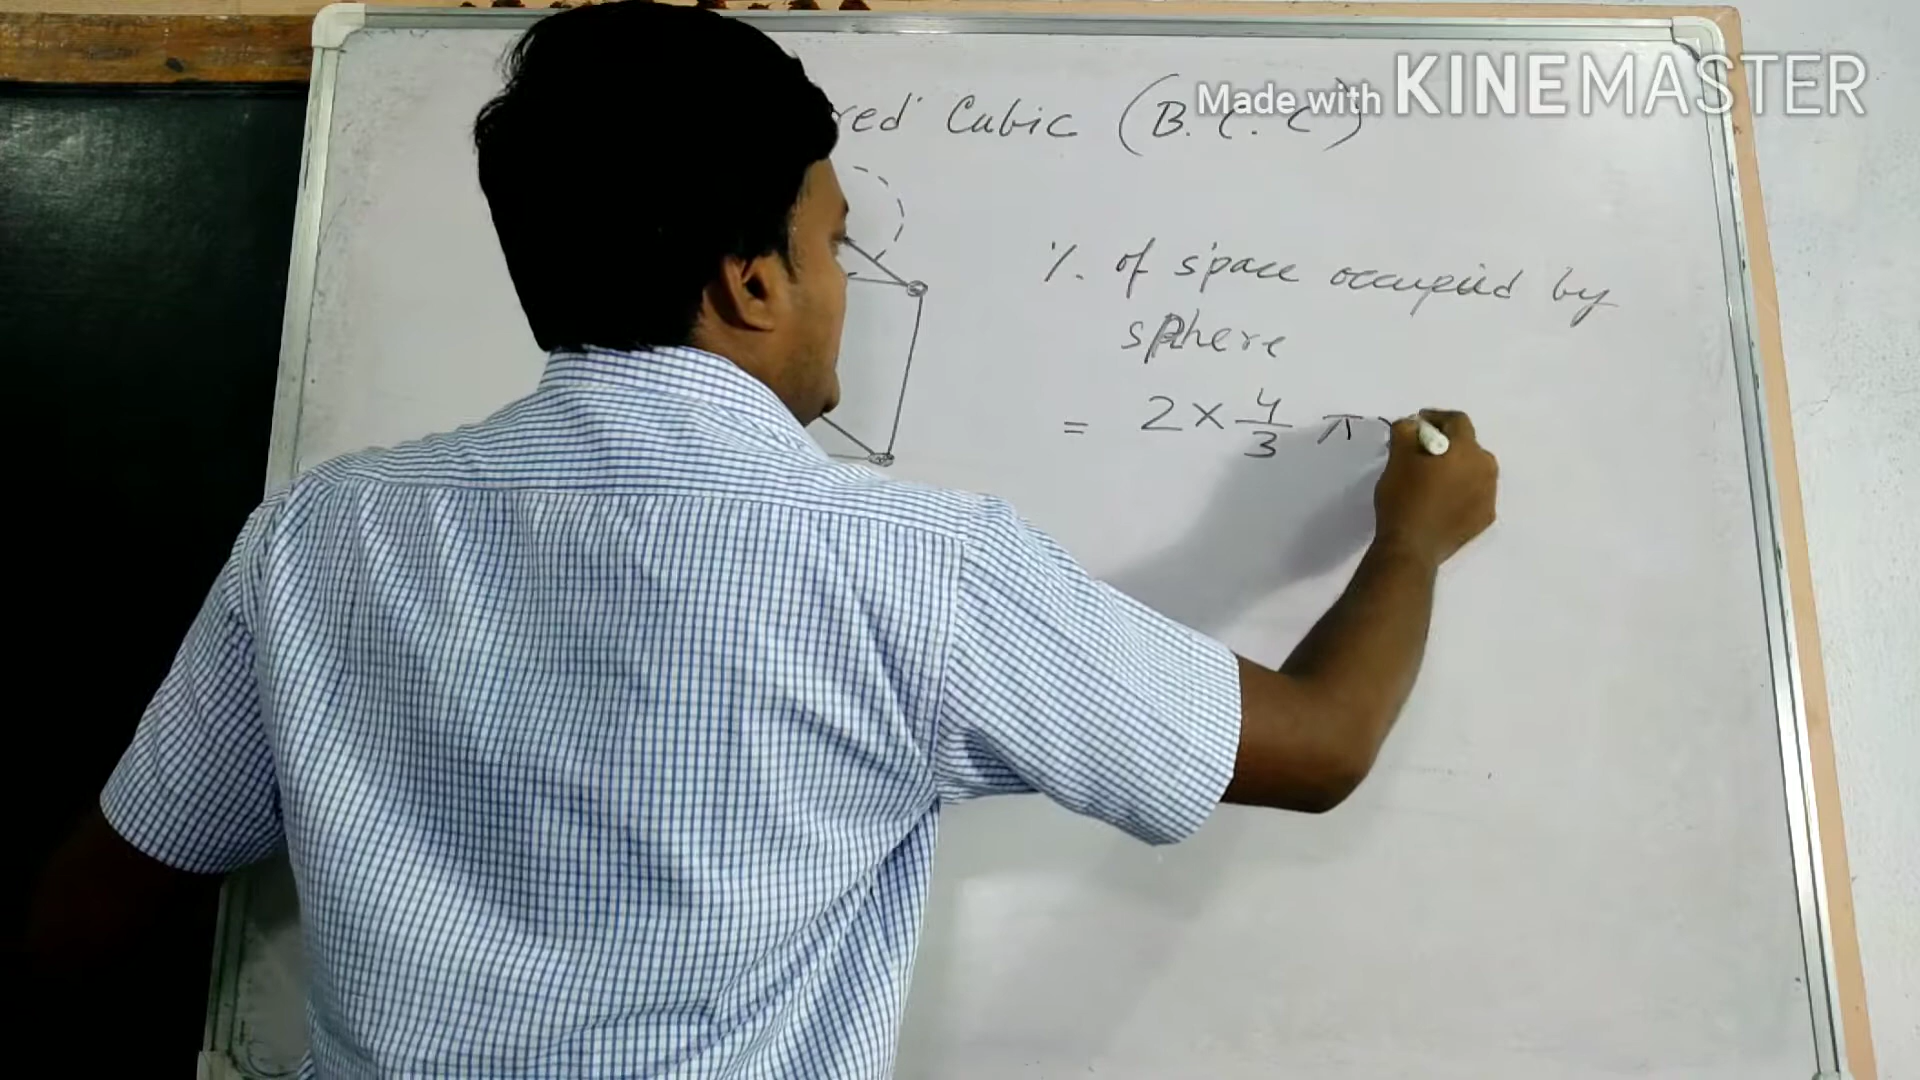 Made with KINEMASTER
red Cubic (B.C.C)
%. of space occupied by
sphere
= 2 × 4/3 π